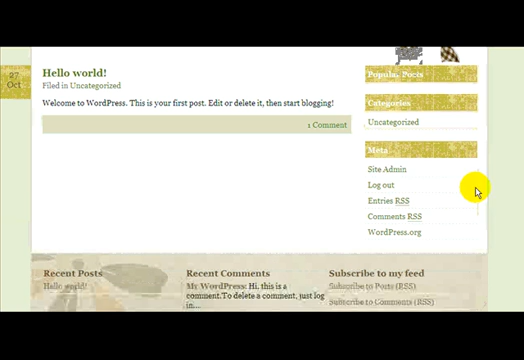 27
Oct
Hello world!
Filed in Uncategorized
Welcome to WordPress. This is your first post. Edit or delete it, then start blogging!
1 Comment
Popular Posts
Categories
Uncategorized
Meta
Site Admin
Log out
Entries RSS
Comments RSS
WordPress.org
Recent Posts
Hello world!
Recent Comments
My WordPress: Hi, this is a
comment.To delete a comment, just log
in...
Subscribe to my feed
Subscribe to Posts (RSS)
Subscribe to Comments (RSS)